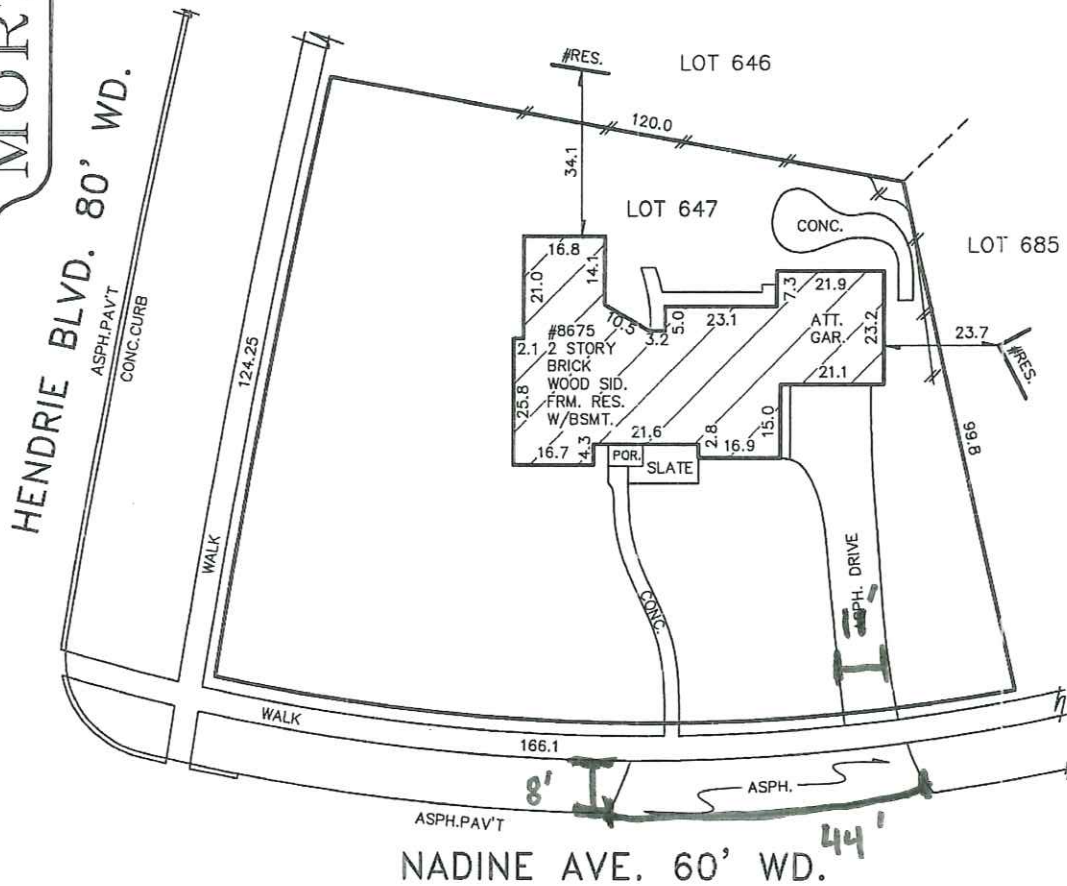 MOR
HENDRIE BLVD. 80' WD.
ASPH.PAV'T
CONC.CURB
124.25
WALK
#RES.
LOT 646
120.0
34.1
LOT 647
CONC.
LOT 685
16.8
21.0
14.1
10.5
3.2
5.0
23.1
7.3
21.9
ATT.
GAR.
23.2
21.1
23.7
#RES.
2.1
#8675
2 STORY
BRICK
WOOD SID.
FRM. RES.
W/BSMT.
25.8
16.7
4.3
21.6
2.8
16.9
15.0
POR.
SLATE
99.8
CONC.
ASPH. DRIVE
WALK
166.1
8'
ASPH.
ASPH.PAV'T
44'
NADINE AVE. 60' WD.